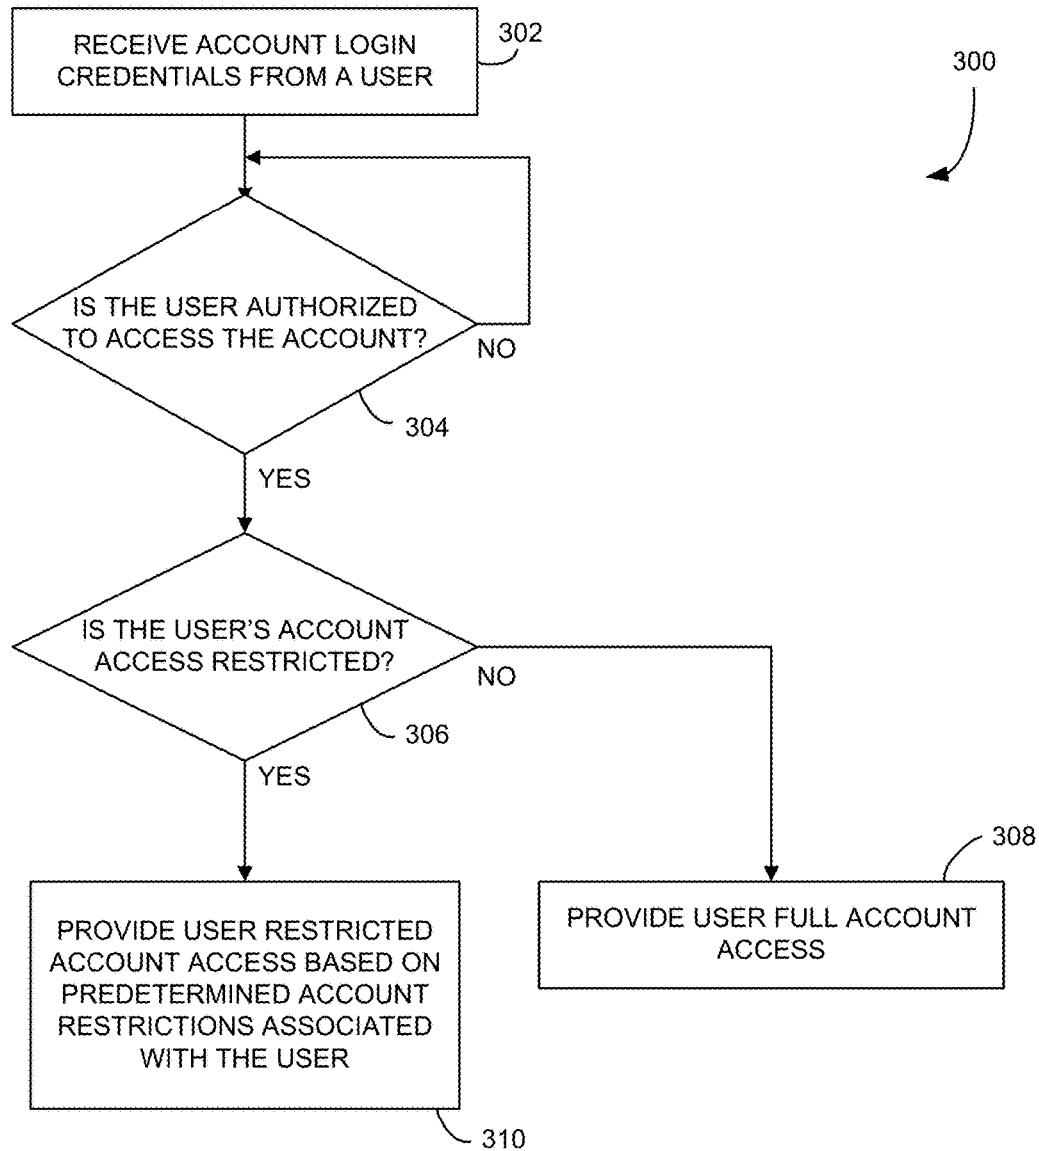 RECEIVE ACCOUNT LOGIN
CREDENTIALS FROM A USER
302
300
IS THE USER AUTHORIZED
TO ACCESS THE ACCOUNT?
NO
304
YES
IS THE USER'S ACCOUNT
ACCESS RESTRICTED?
NO
306
YES
308
PROVIDE USER RESTRICTED
ACCOUNT ACCESS BASED ON
PREDETERMINED ACCOUNT
RESTRICTIONS ASSOCIATED
WITH THE USER
PROVIDE USER FULL ACCOUNT
ACCESS
310